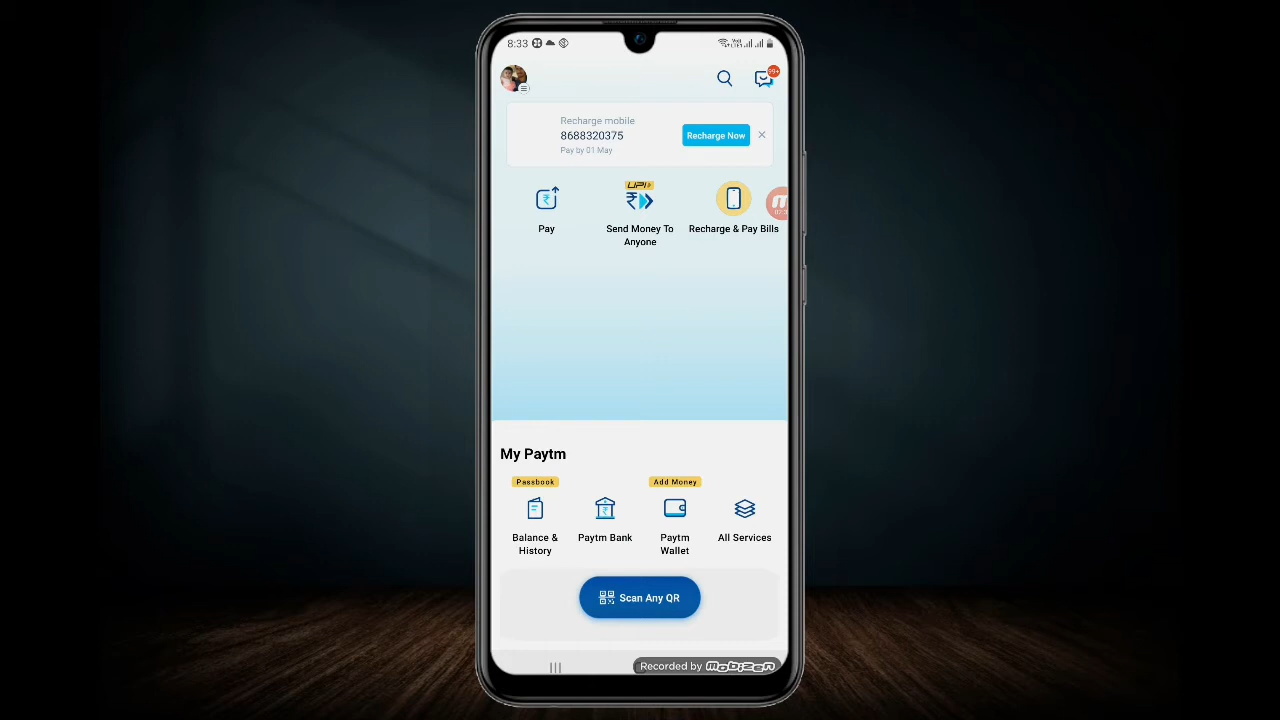 8:33
99+
Recharge mobile
8688320375
Recharge Now
Pay by 01 May
UPI
Pay
Send Money To
Anyone
Recharge & Pay Bills
My Paytm
Passbook
Add Money
Balance &
History
Paytm Bank
Paytm
Wallet
All Services
Scan Any QR
Recorded by mobizen